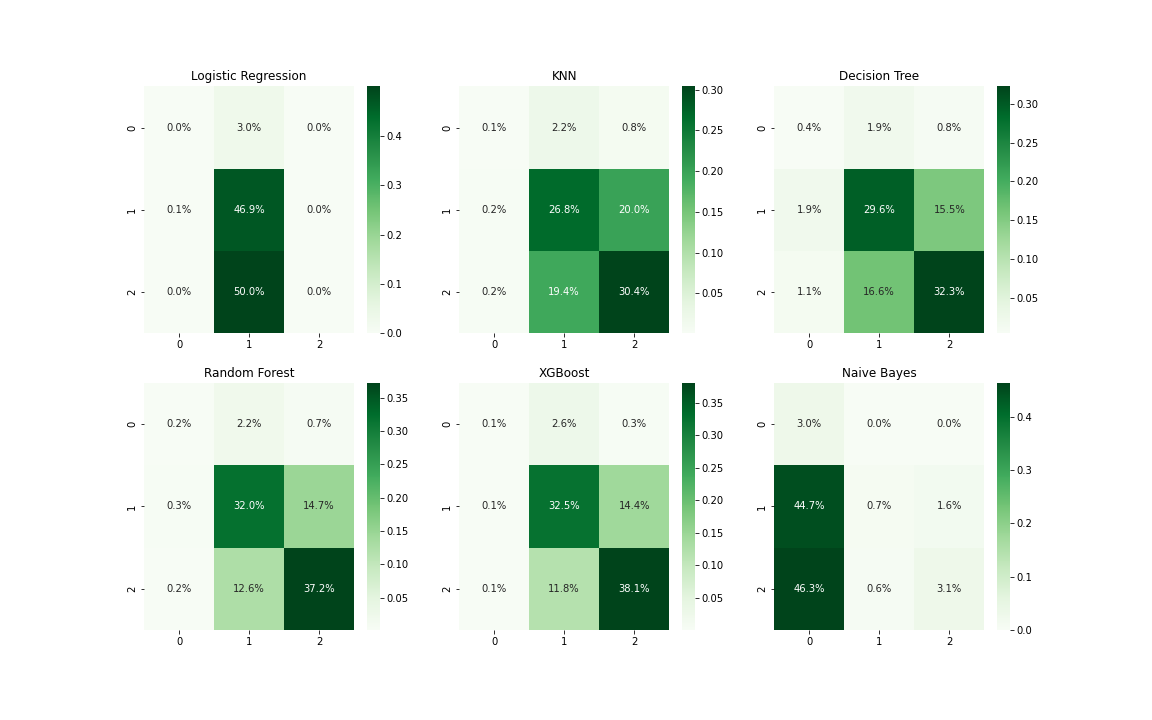 Logistic Regression
KNN
Decision Tree
0 0.0% 3.0% 0.0%
1 0.1% 46.9% 0.0%
2 0.0% 50.0% 0.0%
0 1 2
0.4
0.3
0.2
0.1
0.0
0 0.1% 2.2% 0.8%
1 0.2% 26.8% 20.0%
2 0.2% 19.4% 30.4%
0 1 2
0.30
0.25
0.20
0.15
0.10
0.05
0 0.4% 1.9% 0.8%
1 1.9% 29.6% 15.5%
2 1.1% 16.6% 32.3%
0 1 2
0.30
0.25
0.20
0.15
0.10
0.05
Random Forest
XGBoost
Naive Bayes
0 0.2% 2.2% 0.7%
1 0.3% 32.0% 14.7%
2 0.2% 12.6% 37.2%
0 1 2
0.35
0.30
0.25
0.20
0.15
0.10
0.05
0 0.1% 2.6% 0.3%
1 0.1% 32.5% 14.4%
2 0.1% 11.8% 38.1%
0 1 2
0.35
0.30
0.25
0.20
0.15
0.10
0.05
0 3.0% 0.0% 0.0%
1 44.7% 0.7% 1.6%
2 46.3% 0.6% 3.1%
0 1 2
0.4
0.3
0.2
0.1
0.0